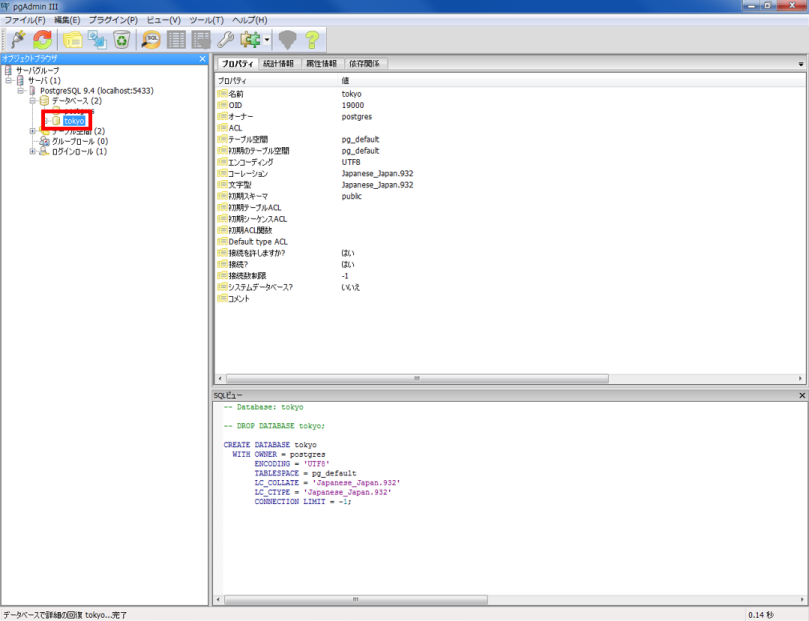 pgAdmin III
ファイル(F) 編集(E) プラグイン(P) ビュー(V) ツール(T) ヘルプ(H)
SQL
オブジェクトブラウザ
サーバグループ
サーバ (1)
PostgreSQL 9.4 (localhost:5433)
データベース (2)
postgres
tokyo
テーブル空間 (2)
グループロール (0)
ログインロール (1)
プロパティ 統計情報 属性情報 依存関係
プロパティ 値
名前 tokyo
OID 19000
オーナー postgres
ACL
テーブル空間 pg_default
初期のテーブル空間 pg_default
エンコーディング UTF8
コーレーション Japanese_Japan.932
文字型 Japanese_Japan.932
初期スキーマ public
初期テーブルACL
初期シーケンスACL
初期ACL関数
Default type ACL
接続を許しますか? はい
接続? はい
接続数制限 -1
システムデータベース? いいえ
コメント
SQLビュー
-- Database: tokyo
-- DROP DATABASE tokyo;
CREATE DATABASE tokyo
WITH OWNER = postgres
ENCODING = 'UTF8'
TABLESPACE = pg_default
LC_COLLATE = 'Japanese_Japan.932'
LC_CTYPE = 'Japanese_Japan.932'
CONNECTION LIMIT = -1;
データベースで詳細の回復 tokyo...完了 0.14 秒